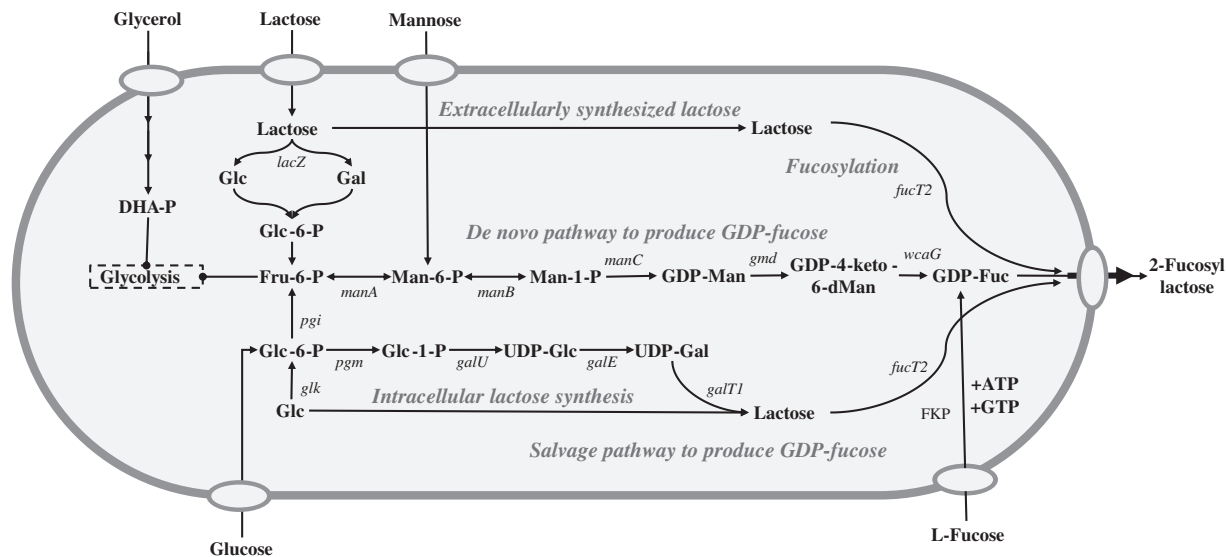 Glycerol
Lactose
Mannose
Extracellularly synthesized lactose
Lactose
Lactose
lacZ
Fucosylation
Glc
Gal
fucT2
DHA-P
Glc-6-P
De novo pathway to produce GDP-fucose
manC
gmd
wcaG
Glycolysis
Fru-6-P
Man-6-P
Man-1-P
GDP-Man
GDP-4-keto -
6-dMan
GDP-Fuc
2-Fucosyl
lactose
manA
manB
pgi
Glc-6-P
Glc-1-P
UDP-Glc
UDP-Gal
pgm
galU
galE
fucT2
glk
galT1
+ATP
Intracellular lactose synthesis
Glc
Lactose
FKP
+GTP
Salvage pathway to produce GDP-fucose
Glucose
L-Fucose